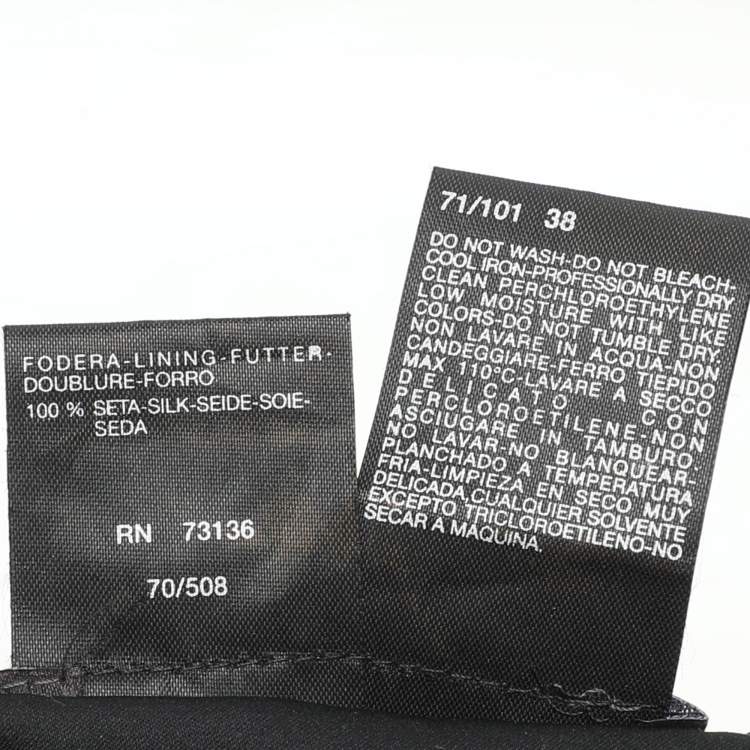 FODERA-LINING-FUTTER-
DOUBLURE-FORRO
100 % SETA-SILK-SEIDE-SOIE-
SEDA
RN 73136
70/508
71/101 38
DO NOT WASH-DO NOT BLEACH-
COOL IRON-PROFESSIONALLY DRY
CLEAN PERCHLOROETHYLENE
LOW MOISTURE WITH LIKE
COLORS-DO NOT TUMBLE DRY.
NON LAVARE IN ACQUA-NON
CANDEGGIARE-FERRO TIEPIDO
MAX 110°C-LAVARE A SECCO
DELICATO CON
PERCLOROETILENE-NON
ASCIUGARE IN TAMBURO.
NO LAVAR-NO BLANQUEAR-
PLANCHADO A TEMPERATURA
FRIA-LIMPIEZA EN SECO MUY
DELICADA,CUALQUIER SOLVENTE
EXCEPTO TRICLOROETILENO-NO
SECAR A MAQUINA.